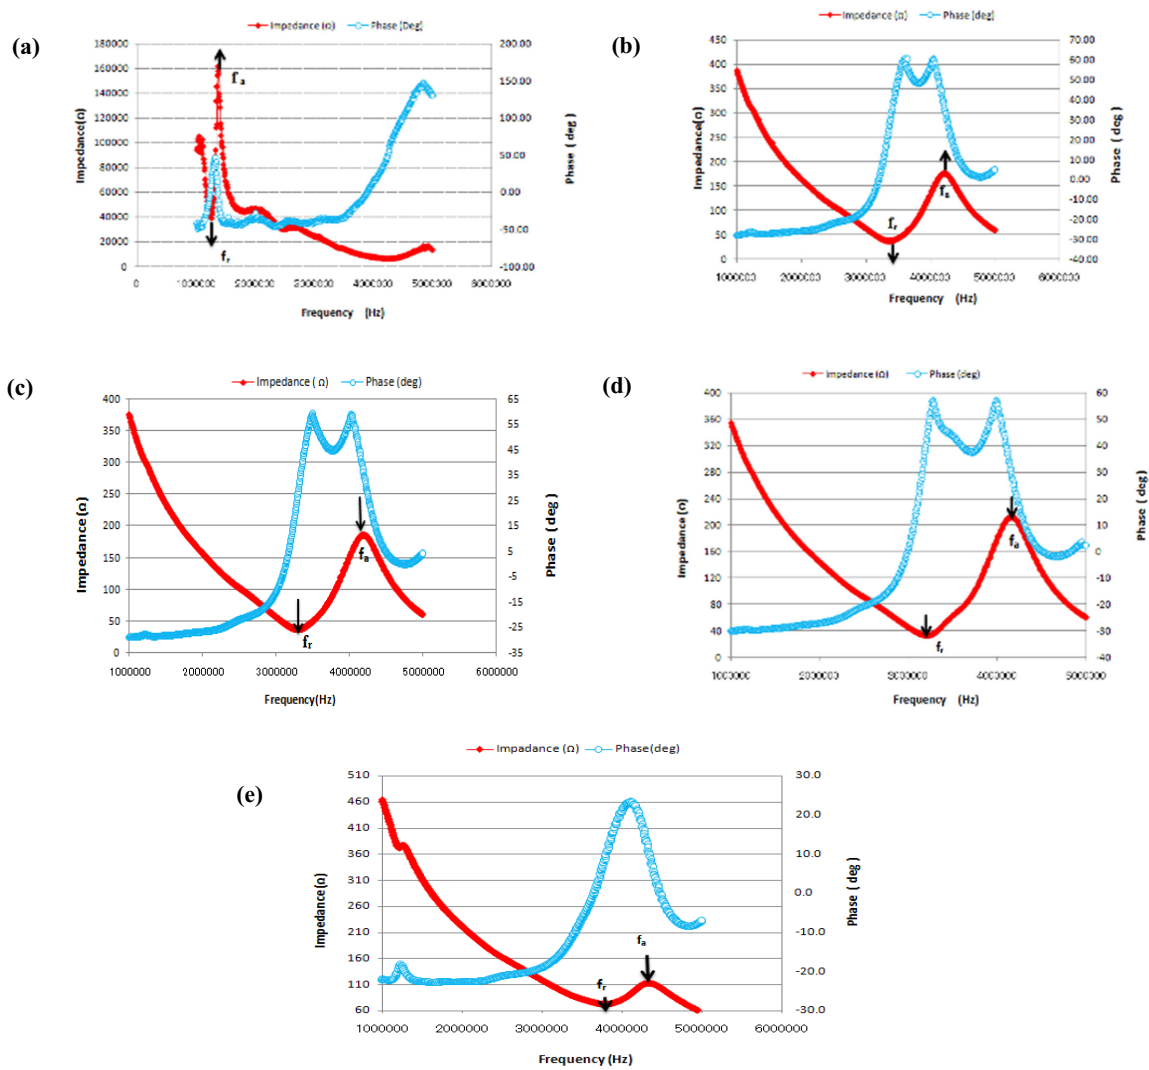 (a)
Impedance (Ω) Phase (Deg)
180000
160000
140000
120000
100000
80000
60000
40000
20000
0
Impedance(Ω)
200.00
150.00
100.00
50.00
0.00
-50.00
-100.00
Phase ( deg)
fa
fr
0 1000000 2000000 3000000 4000000 5000000 6000000
Frequency (Hz)
(b)
Impedance (Ω) Phase (deg)
450
400
350
300
250
200
150
100
50
0
Impedance(Ω)
70.00
60.00
50.00
40.00
30.00
20.00
10.00
0.00
-10.00
-20.00
-30.00
-40.00
Phase ( deg)
fa
fr
1000000 2000000 3000000 4000000 5000000 6000000
Frequency (Hz)
(c)
Impedance ( Ω) Phase (deg)
400
350
300
250
200
150
100
50
0
Impedance(Ω)
65
55
45
35
25
15
5
-5
-15
-25
-35
Phase (deg)
fa
fr
1000000 2000000 3000000 4000000 5000000 6000000
Frequency(Hz)
(d)
Impedance (Ω) Phase (deg)
400
360
320
280
240
200
160
120
80
40
0
Impedance(Ω)
60
50
40
30
20
10
0
-10
-20
-30
-40
Phase ( deg)
fa
fr
1000000 2000000 3000000 4000000 5000000
Frequency (Hz)
(e)
Impadance (Ω) Phase(deg)
510
460
410
360
310
260
210
160
110
60
Impedance(Ω)
30.0
20.0
10.0
0.0
-10.0
-20.0
-30.0
Phase ( deg)
fa
fr
1000000 2000000 3000000 4000000 5000000 6000000
Frequency (Hz)